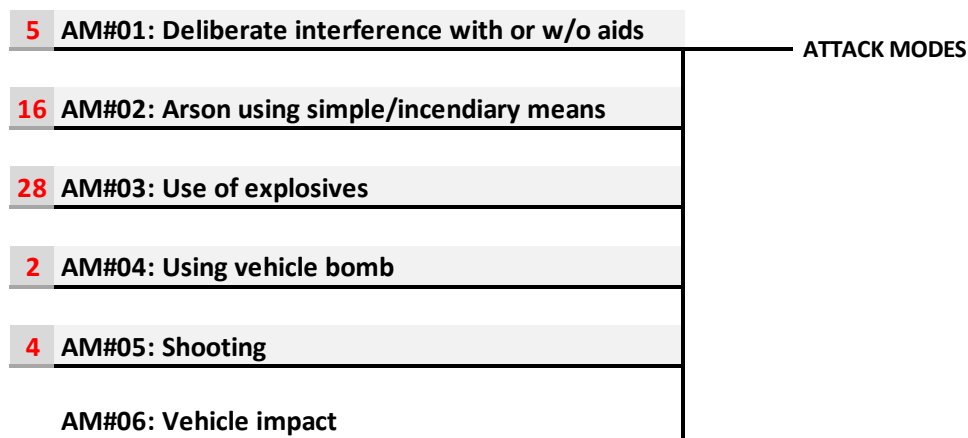 5 AM#01: Deliberate interference with or w/o aids
ATTACK MODES
16 AM#02: Arson using simple/incendiary means
28 AM#03: Use of explosives
2 AM#04: Using vehicle bomb
4 AM#05: Shooting
AM#06: Vehicle impact